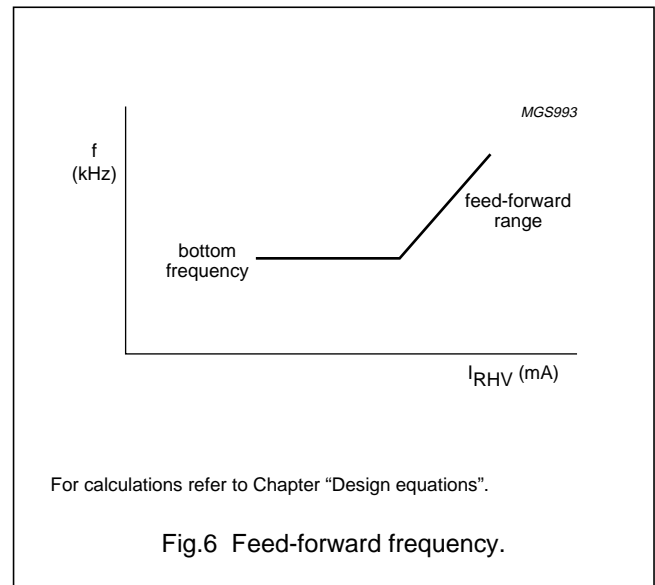 MGS993
f
(kHz)
feed-forward
range
bottom
frequency
IRHV (mA)
For calculations refer to Chapter “Design equations”.
Fig.6 Feed-forward frequency.